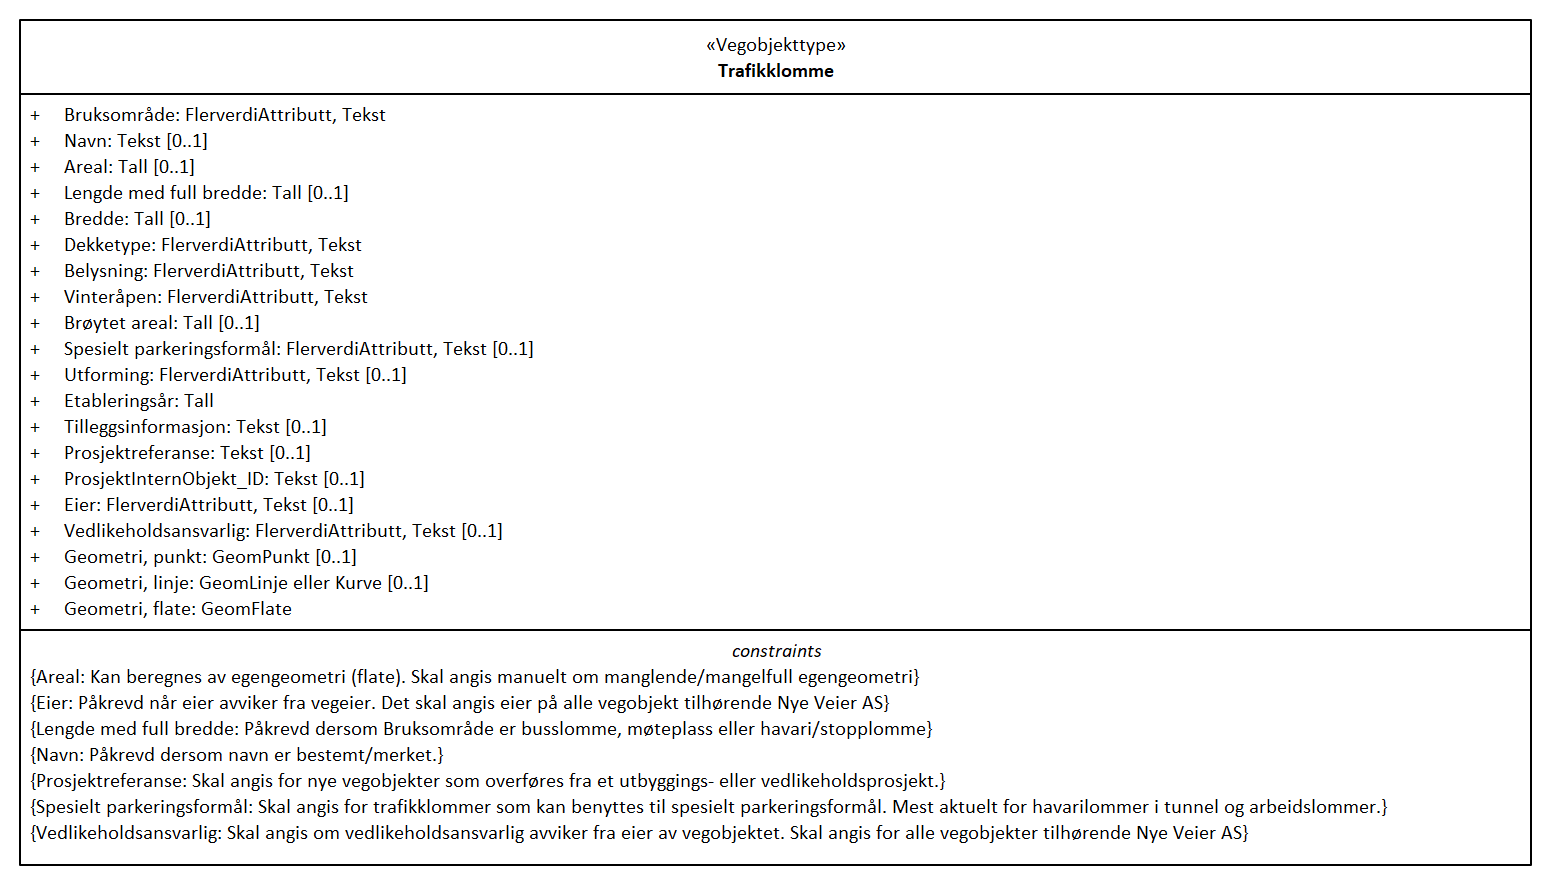 «Vegobjekttype»
Trafikklomme
+ Bruksområde: FlerverdiAttributt, Tekst
+ Navn: Tekst [0..1]
+ Areal: Tall [0..1]
+ Lengde med full bredde: Tall [0..1]
+ Bredde: Tall [0..1]
+ Dekketype: FlerverdiAttributt, Tekst
+ Belysning: FlerverdiAttributt, Tekst
+ Vinteråpen: FlerverdiAttributt, Tekst
+ Brøytet areal: Tall [0..1]
+ Spesielt parkeringsformål: FlerverdiAttributt, Tekst [0..1]
+ Utforming: FlerverdiAttributt, Tekst [0..1]
+ Etableringsår: Tall
+ Tilleggsinformasjon: Tekst [0..1]
+ Prosjektreferanse: Tekst [0..1]
+ ProsjektInternObjekt_ID: Tekst [0..1]
+ Eier: FlerverdiAttributt, Tekst [0..1]
+ Vedlikeholdsansvarlig: FlerverdiAttributt, Tekst [0..1]
+ Geometri, punkt: GeomPunkt [0..1]
+ Geometri, linje: GeomLinje eller Kurve [0..1]
+ Geometri, flate: GeomFlate
constraints
{Areal: Kan beregnes av egengeometri (flate). Skal angis manuelt om manglende/mangelfull egengeometri}
{Eier: Påkrevd når eier avviker fra vegeier. Det skal angis eier på alle vegobjekt tilhørende Nye Veier AS}
{Lengde med full bredde: Påkrevd dersom Bruksområde er busslomme, møteplass eller havari/stopplomme}
{Navn: Påkrevd dersom navn er bestemt/merket.}
{Prosjektreferanse: Skal angis for nye vegobjekter som overføres fra et utbyggings- eller vedlikeholdsprosjekt.}
{Spesielt parkeringsformål: Skal angis for trafikklommer som kan benyttes til spesielt parkeringsformål. Mest aktuelt for havarilommer i tunnel og arbeidslommer.}
{Vedlikeholdsansvarlig: Skal angis om vedlikeholdsansvarlig avviker fra eier av vegobjektet. Skal angis for alle vegobjekter tilhørende Nye Veier AS}